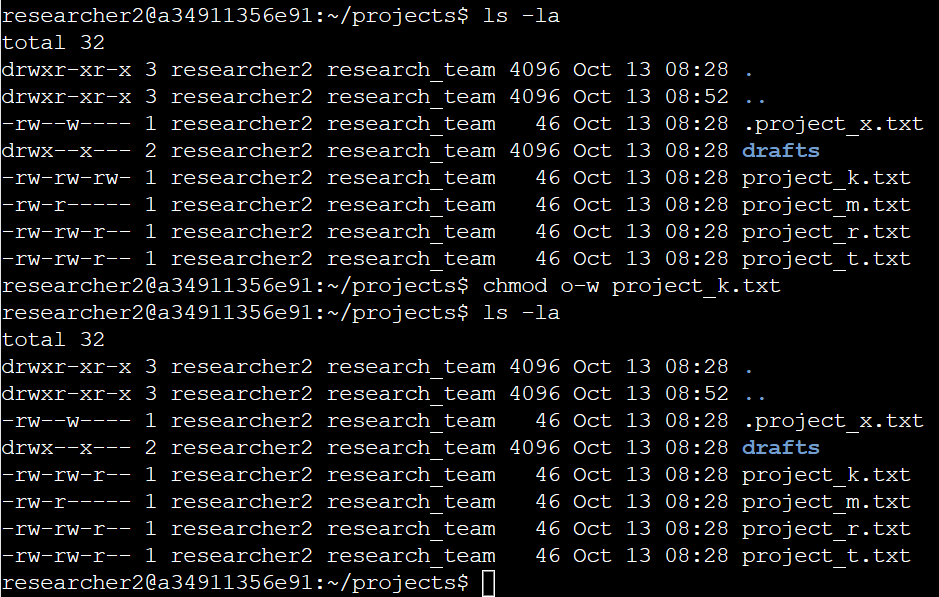 researcher2@a34911356e91:~/projects$ ls -la
total 32
drwxr-xr-x 3 researcher2 research_team 4096 Oct 13 08:28 .
drwxr-xr-x 3 researcher2 research_team 4096 Oct 13 08:52 ..
-rw--w---- 1 researcher2 research_team   46 Oct 13 08:28 .project_x.txt
drwx--x--- 2 researcher2 research_team 4096 Oct 13 08:28 drafts
-rw-rw-rw- 1 researcher2 research_team   46 Oct 13 08:28 project_k.txt
-rw-r----- 1 researcher2 research_team   46 Oct 13 08:28 project_m.txt
-rw-rw-r-- 1 researcher2 research_team   46 Oct 13 08:28 project_r.txt
-rw-rw-r-- 1 researcher2 research_team   46 Oct 13 08:28 project_t.txt
researcher2@a34911356e91:~/projects$ chmod o-w project_k.txt
researcher2@a34911356e91:~/projects$ ls -la
total 32
drwxr-xr-x 3 researcher2 research_team 4096 Oct 13 08:28 .
drwxr-xr-x 3 researcher2 research_team 4096 Oct 13 08:52 ..
-rw--w---- 1 researcher2 research_team   46 Oct 13 08:28 .project_x.txt
drwx--x--- 2 researcher2 research_team 4096 Oct 13 08:28 drafts
-rw-rw-r-- 1 researcher2 research_team   46 Oct 13 08:28 project_k.txt
-rw-r----- 1 researcher2 research_team   46 Oct 13 08:28 project_m.txt
-rw-rw-r-- 1 researcher2 research_team   46 Oct 13 08:28 project_r.txt
-rw-rw-r-- 1 researcher2 research_team   46 Oct 13 08:28 project_t.txt
researcher2@a34911356e91:~/projects$